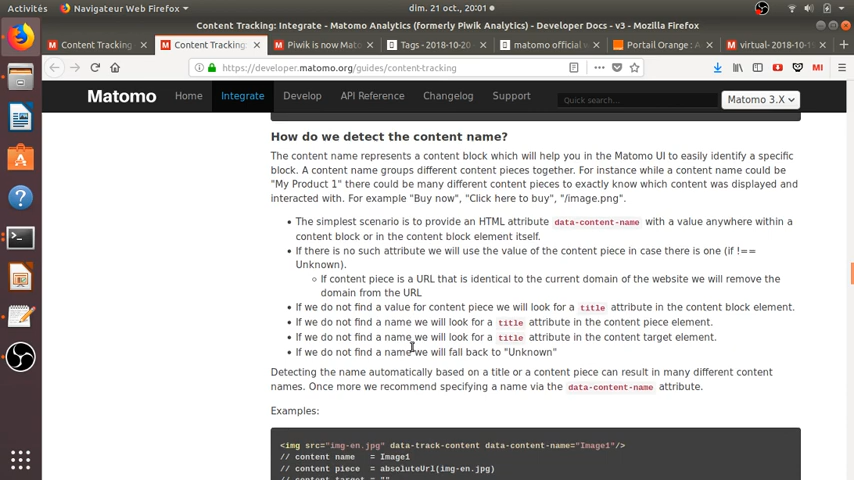 Activités
Navigateur Web Firefox
dim. 21 oct., 20:01
Content Tracking: Integrate - Matomo Analytics (formerly Piwik Analytics) - Developer Docs - v3 - Mozilla Firefox
Content Tracking
Content Tracking:
Piwik is now Mat
Tags - 2018-10-20
matomo official
Portail Orange :
virtual- 2018-10-1
https://developer.matomo.org/guides/content-tracking
Matomo
Home
Integrate
Develop
API Reference
Changelog
Support
Quick search...
Matomo 3.X
How do we detect the content name?
The content name represents a content block which will help you in the Matomo UI to easily identify a specific
block. A content name groups different content pieces together. For instance while a content name could be
"My Product 1" there could be many different content pieces to exactly know which content was displayed and
interacted with. For example "Buy now", "Click here to buy", "/image.png".
• The simplest scenario is to provide an HTML attribute data-content-name with a value anywhere within a
content block or in the content block element itself.
• If there is no such attribute we will use the value of the content piece in case there is one (if !==
Unknown).
If content piece is a URL that is identical to the current domain of the website we will remove the
domain from the URL
• If we do not find a value for content piece we will look for a title attribute in the content block element.
• If we do not find a name we will look for a title attribute in the content piece element.
• If we do not find a name we will look for a title attribute in the content target element.
• If we do not find a name we will fall back to "Unknown"
Detecting the name automatically based on a title or a content piece can result in many different content
names. Once more we recommend specifying a name via the data-content-name attribute.
Examples:
<img src="img-en.jpg" data-track-content data-content-name="Image1"/>
// content name   = Image1
// content piece  = absoluteUrl(img-en.jpg)
// content target = ""